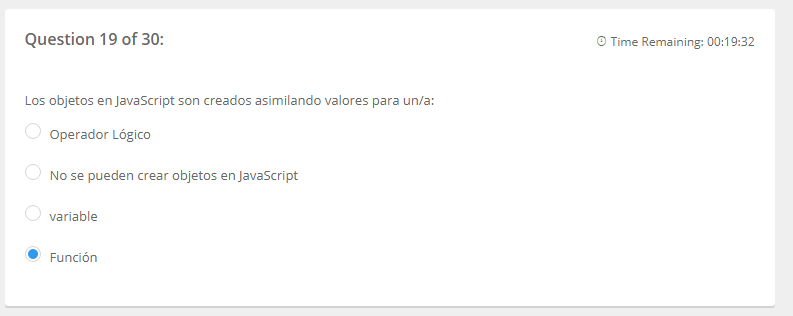 Question 19 of 30:
Time Remaining: 00:19:32
Los objetos en JavaScript son creados asimilando valores para un/a:
Operador Lógico
No se pueden crear objetos en JavaScript
variable
Función